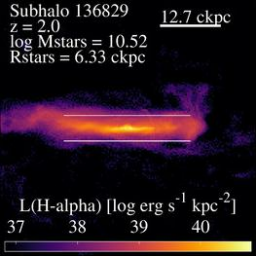 Subhalo 136829
z = 2.0
log Mstars = 10.52
Rstars = 6.33 ckpc
12.7 ckpc
L(H-alpha) [log erg s⁻¹ kpc⁻²]
37 38 39 40